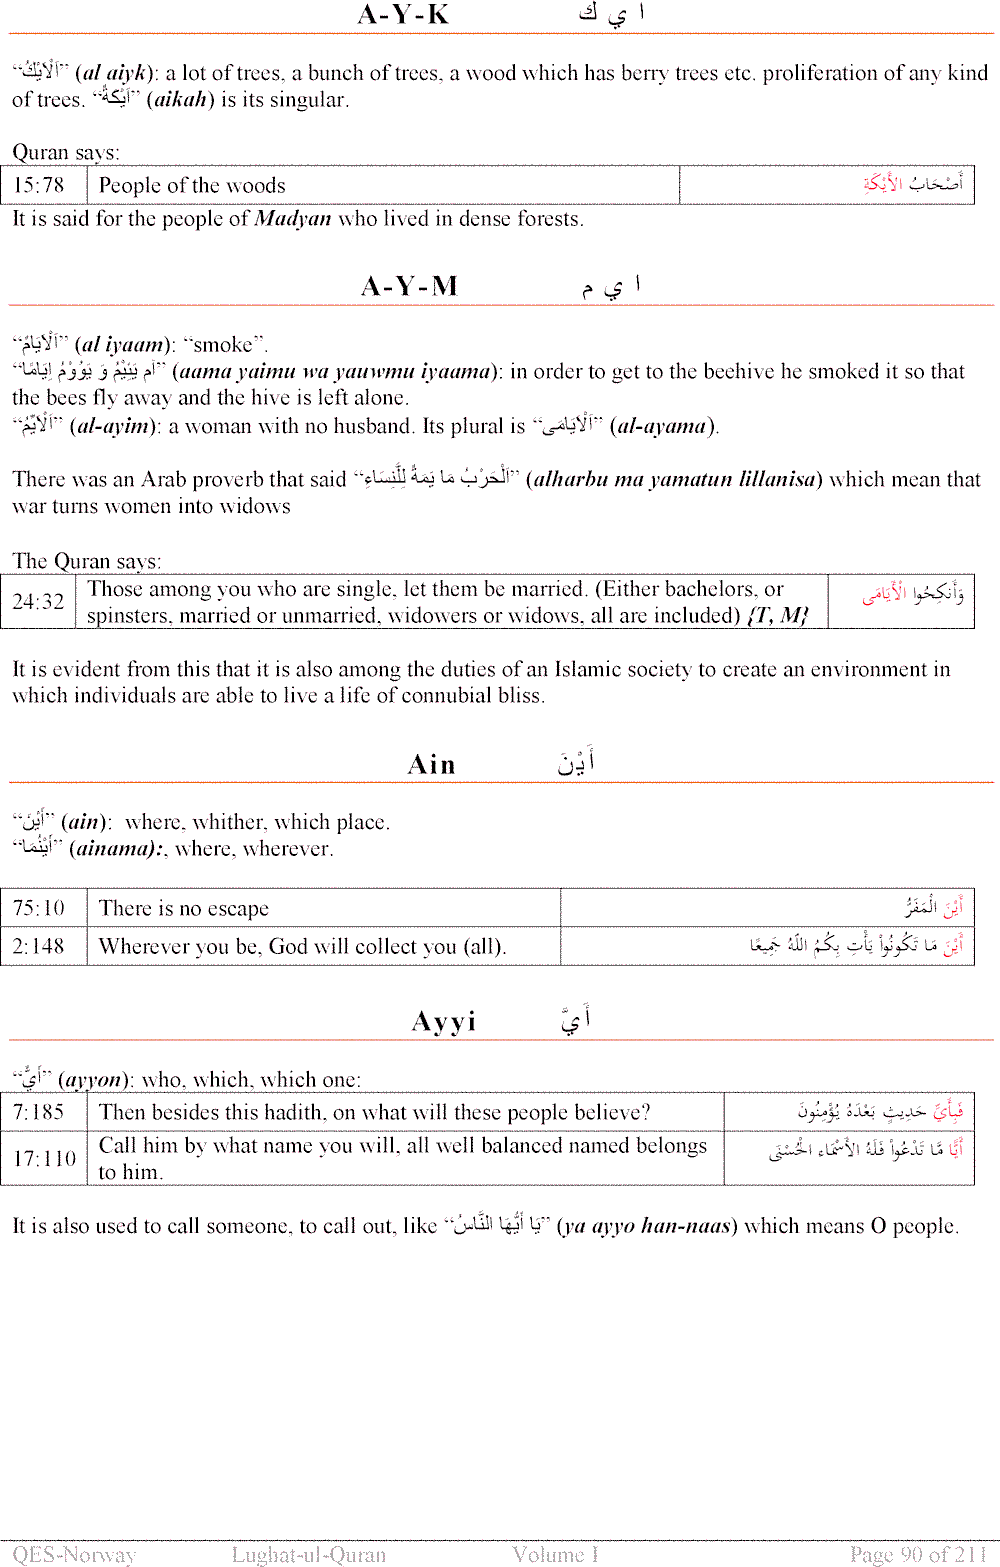 A-Y-K ا ي ك
“اَلْاَيْكُ” (al aiyk): a lot of trees, a bunch of trees, a wood which has berry trees etc. proliferation of any kind
of trees. “اَيْكَةٌ” (aikah) is its singular.
Quran says:
15:78 People of the woods أَصْحَابُ الأَيْكَةِ
It is said for the people of Madyan who lived in dense forests.
A-Y-M ا ي م
“اَلْاِيَامُ” (al iyaam): “smoke”.
“اَم يَئِيْمُ وَ يَوُوْمُ اِيَامًا” (aama yaimu wa yauwmu iyaama): in order to get to the beehive he smoked it so that
the bees fly away and the hive is left alone.
“اَلْاَيِّمُ” (al-ayim): a woman with no husband. Its plural is “اَلْاَيَامَى” (al-ayama).
There was an Arab proverb that said “اَلْحَرْبُ مَا يَمَةٌ لِلنِّسَاءِ” (alharbu ma yamatun lillanisa) which mean that
war turns women into widows
The Quran says:
24:32 Those among you who are single, let them be married. (Either bachelors, or وَأَنكِحُوا الْأَيَامَى
spinsters, married or unmarried, widowers or widows, all are included) {T, M}
It is evident from this that it is also among the duties of an Islamic society to create an environment in
which individuals are able to live a life of connubial bliss.
Ain أَيْنَ
“أَيْنَ” (ain): where, whither, which place.
“أَيْنُمَا” (ainama):, where, wherever.
75:10 There is no escape أَيْنَ الْمَفَرُّ
2:148 Wherever you be, God will collect you (all). أَيْنَ مَا تَكُونُواْ يَأْتِ بِكُمُ اللّهُ جَمِيعًا
Ayyi أَيَّ
“اَيٌّ” (ayyon): who, which, which one:
7:185 Then besides this hadith, on what will these people believe? فَبِأَيِّ حَدِيثٍ بَعْدَهُ يُؤْمِنُونَ
17:110 Call him by what name you will, all well balanced named belongs أَيًّا مَّا تَدْعُواْ فَلَهُ الأَسْمَاء الْحُسْنَى
to him.
It is also used to call someone, to call out, like “يَا أَيُّهَا النَّاسُ” (ya ayyo han-naas) which means O people.
QES-Norway Lughat-ul-Quran Volume I Page 90 of 211